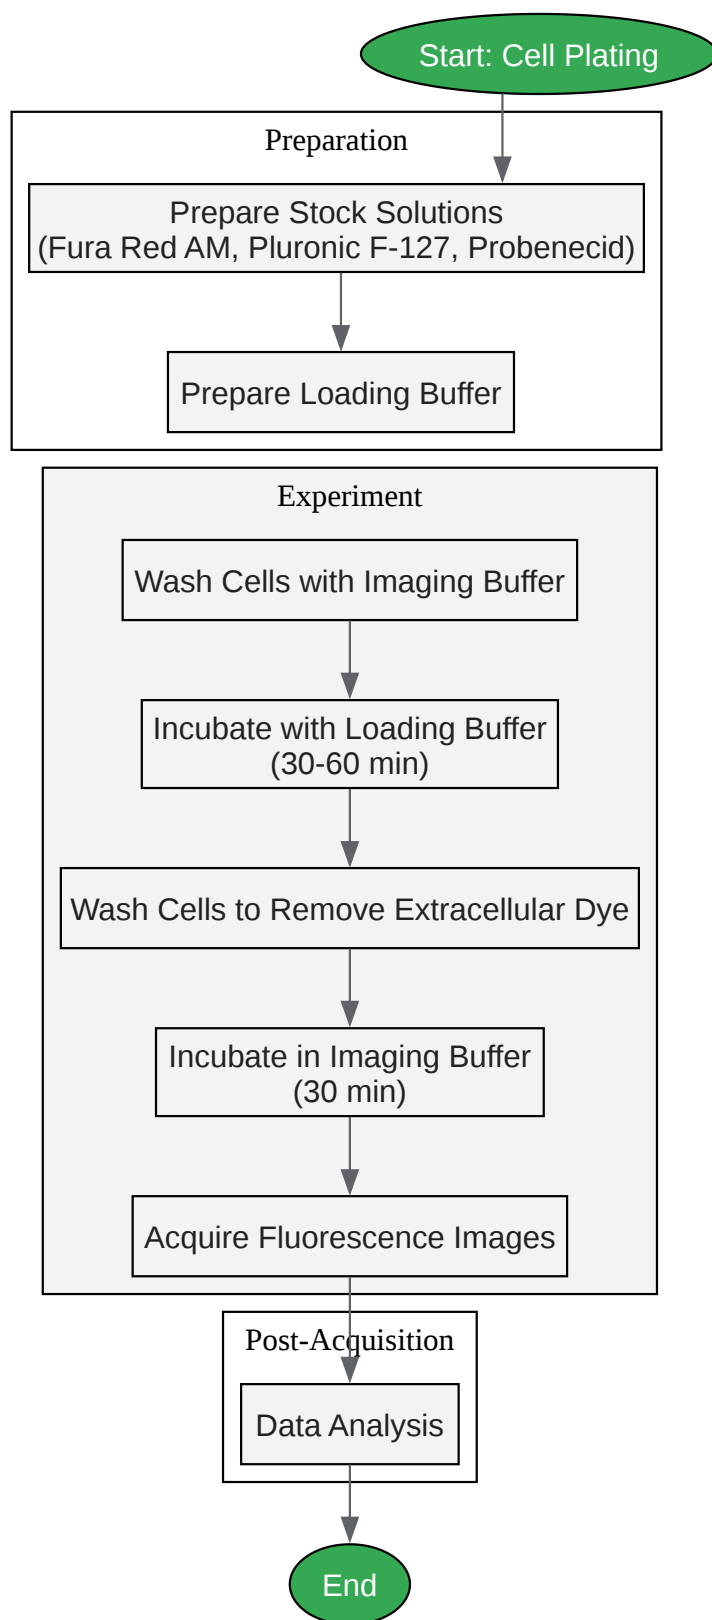 Start: Cell Plating
Preparation
Prepare Stock Solutions
(Fura Red AM, Pluronic F-127, Probenecid)
Prepare Loading Buffer
Experiment
Wash Cells with Imaging Buffer
Incubate with Loading Buffer
(30-60 min)
Wash Cells to Remove Extracellular Dye
Incubate in Imaging Buffer
(30 min)
Acquire Fluorescence Images
Post-Acquisition
Data Analysis
End